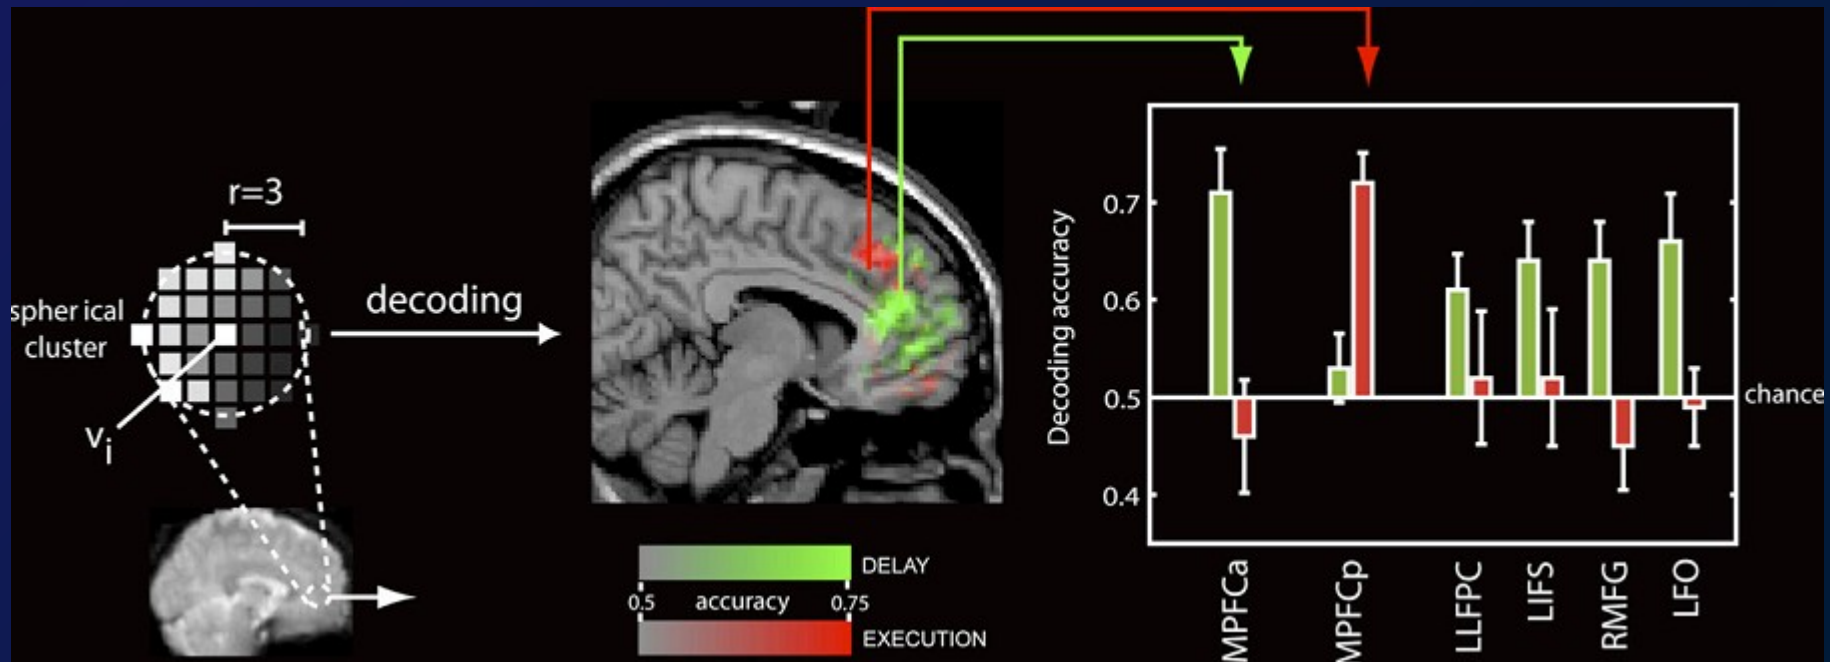 r=3
spher ical
cluster
decoding
vi
DELAY
0.5 accuracy 0.75
EXECUTION
Decoding accuracy
0.7
0.6
0.5
0.4
chance
MPFCa
MPFCp
LLFPC
LIFS
RMFG
LFO